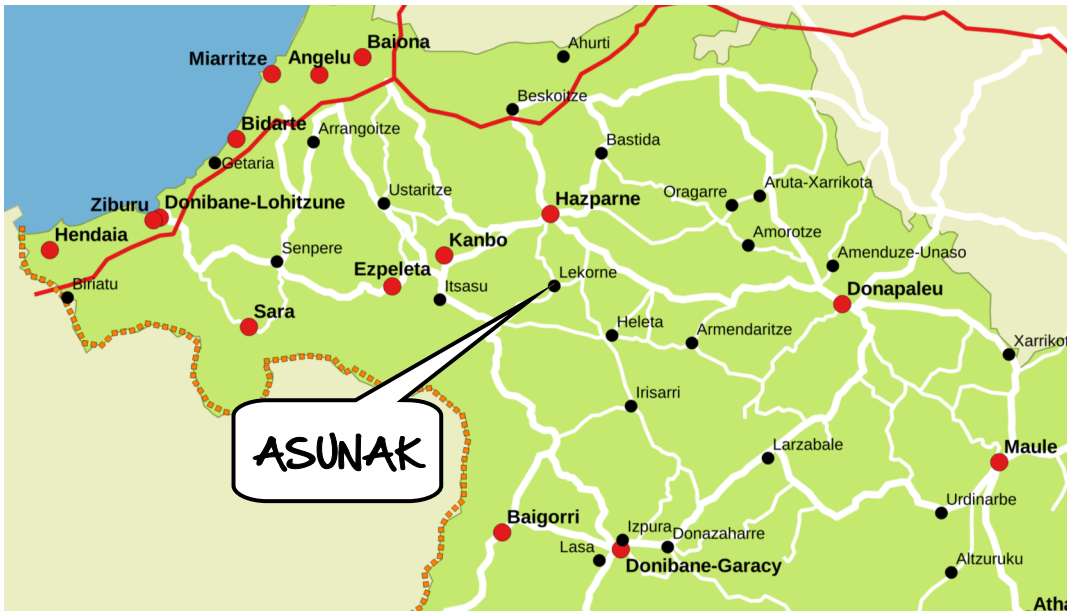 Baiona
Ahurti
Miarritze
Angelu
Beskoitze
Bidarte
Arrangoitze
Bastida
Getaria
Ustaritze
Oragarre
Aruta-Xarrikota
Ziburu
Donibane-Lohitzune
Hazparne
Hendaia
Senpere
Kanbo
Amorotze
Amenduze-Unaso
Biriatu
Ezpeleta
Itsasu
Lekorne
Donapaleu
Sara
Heleta
Armendaritze
Xarrikot
Irisarri
ASUNAK
Larzabale
Maule
Urdinarbe
Baigorri
Izpura
Donazaharre
Lasa
Donibane-Garacy
Altzuruku
Atha